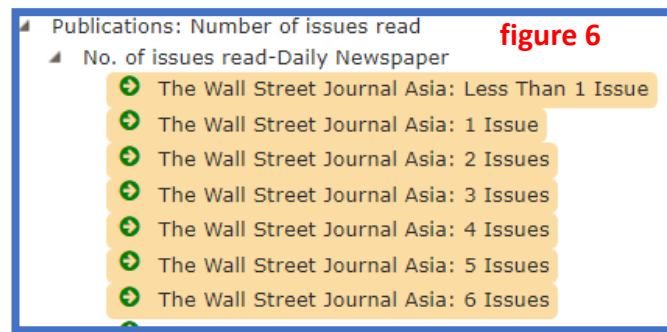 Publications: Number of issues read
figure 6
No. of issues read-Daily Newspaper
The Wall Street Journal Asia: Less Than 1 Issue
The Wall Street Journal Asia: 1 Issue
The Wall Street Journal Asia: 2 Issues
The Wall Street Journal Asia: 3 Issues
The Wall Street Journal Asia: 4 Issues
The Wall Street Journal Asia: 5 Issues
The Wall Street Journal Asia: 6 Issues